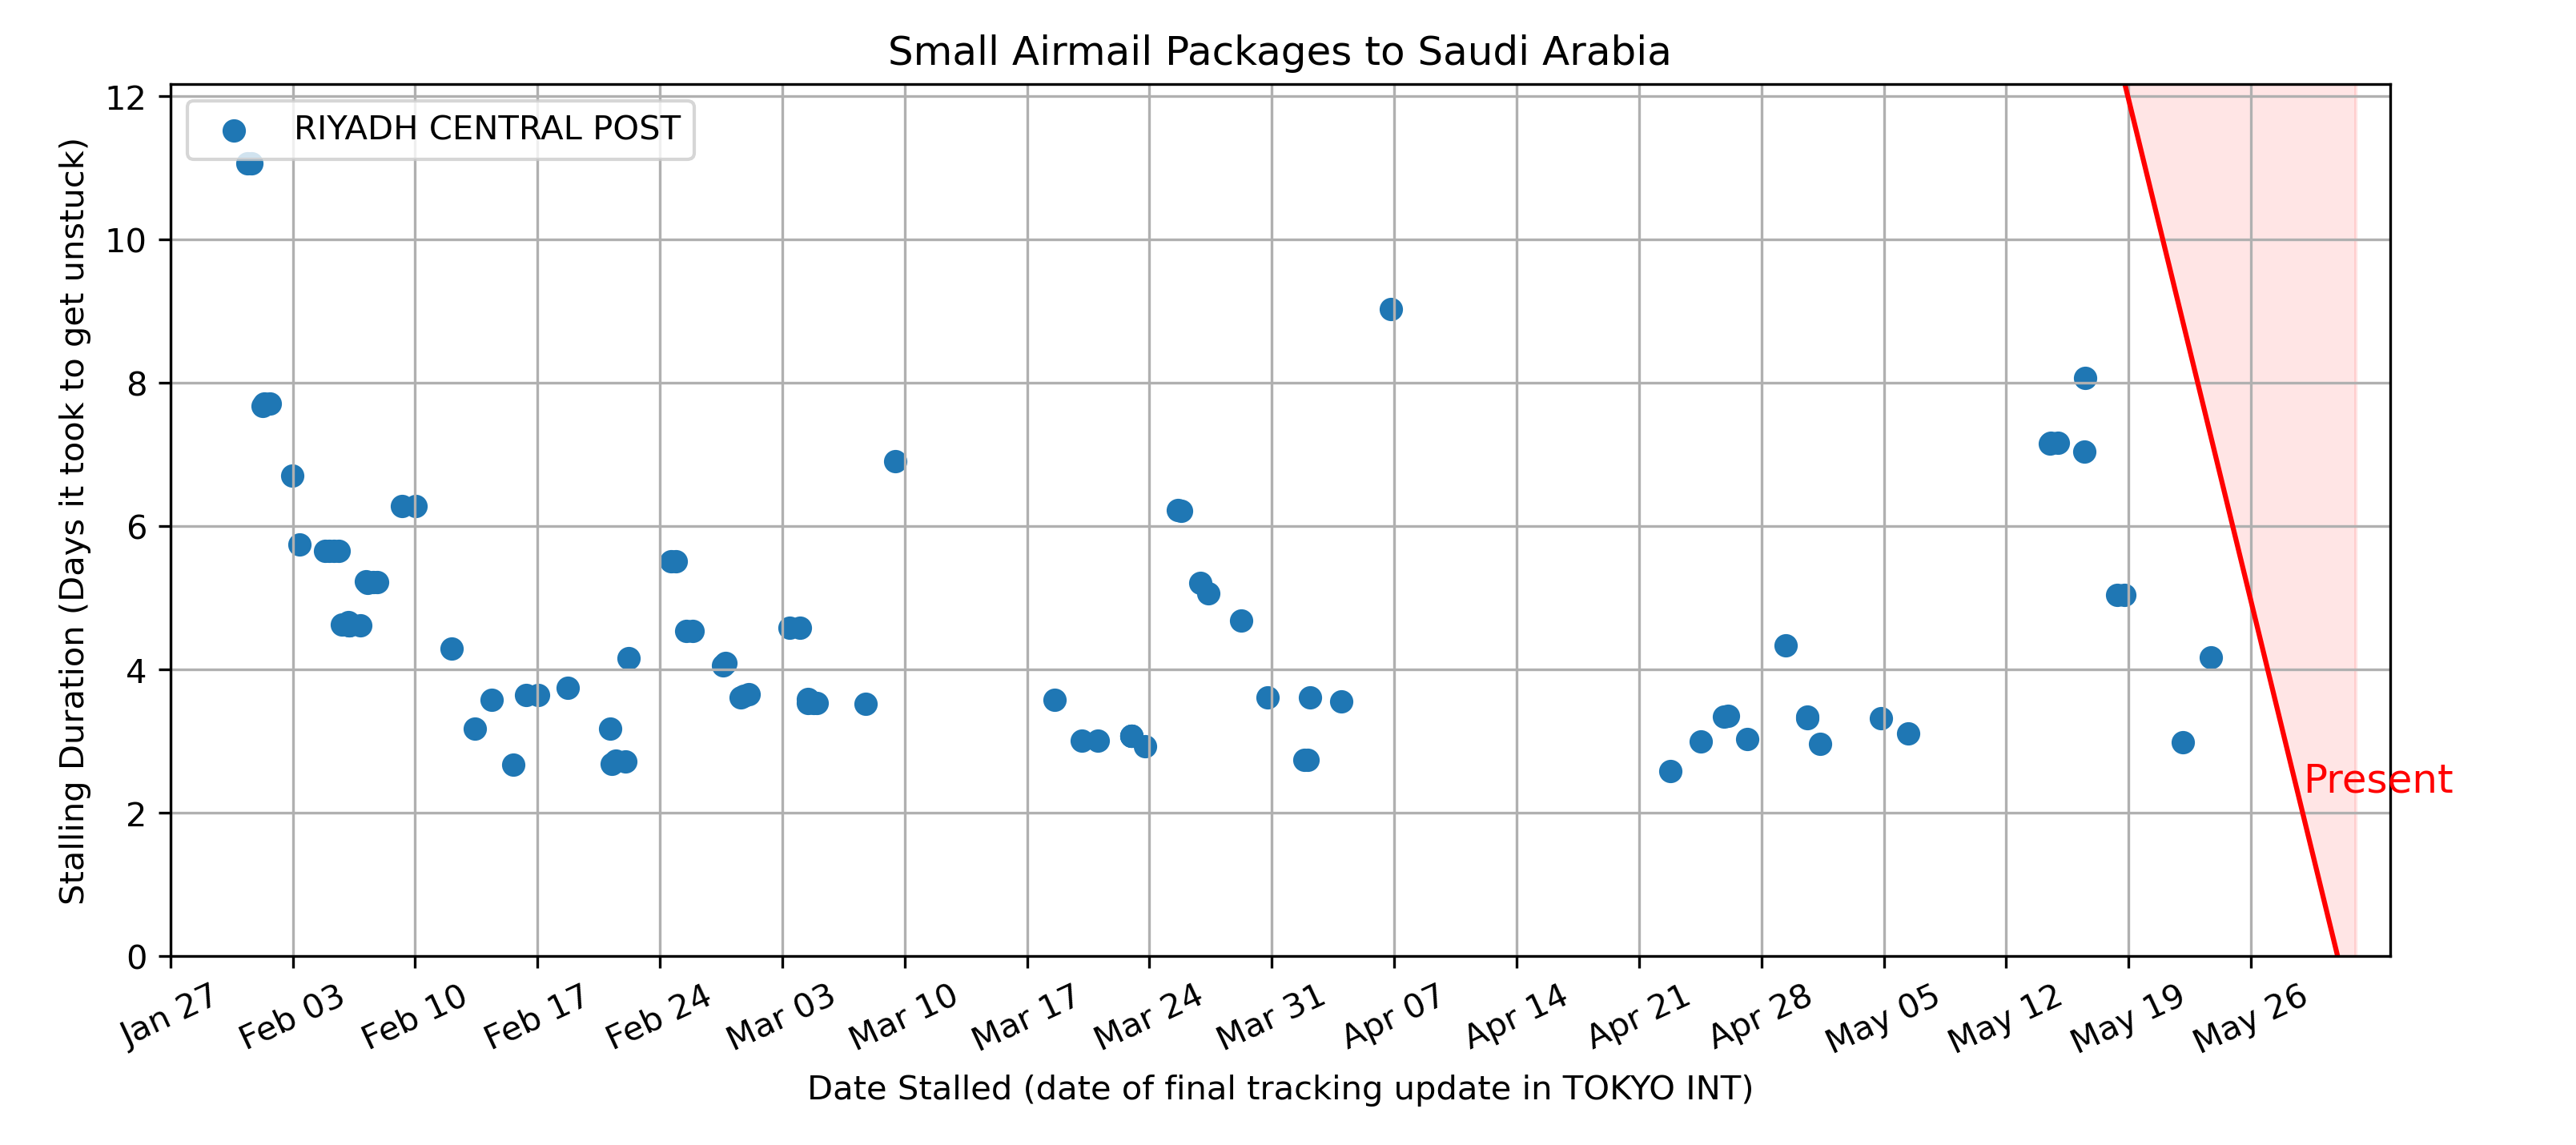 Small Airmail Packages to Saudi Arabia
RIYADH CENTRAL POST
Stalling Duration (Days it took to get unstuck)
12
10
8
6
4
2
0
Present
Jan 27
Feb 03
Feb 10
Feb 17
Feb 24
Mar 03
Mar 10
Mar 17
Mar 24
Mar 31
Apr 07
Apr 14
Apr 21
Apr 28
May 05
May 12
May 19
May 26
Date Stalled (date of final tracking update in TOKYO INT)